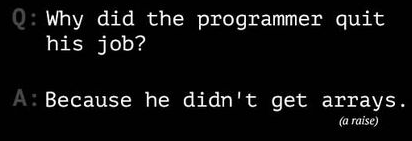 Q: Why did the programmer quit
his job?
A: Because he didn't get arrays.
(a raise)